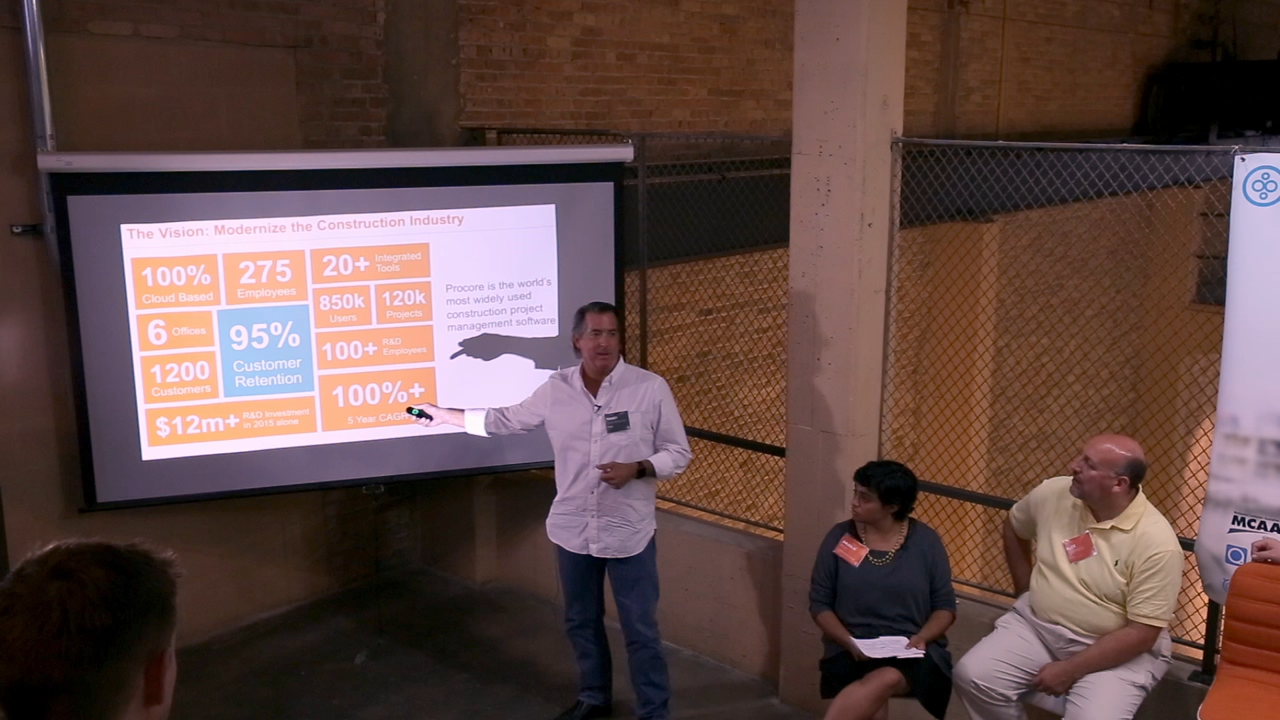 The Vision: Modernize the Construction Industry
100%
Cloud Based
275
Employees
20+ Integrated
Tools
850k
Users
120k
Projects
6 Offices
95%
Customer
Retention
100+ R&D
Employees
1200
Customers
100%+
5 Year CAGR
$12m+ R&D Investment
in 2015 alone
Procore is the world's
most widely used
construction project
management software
MCAA